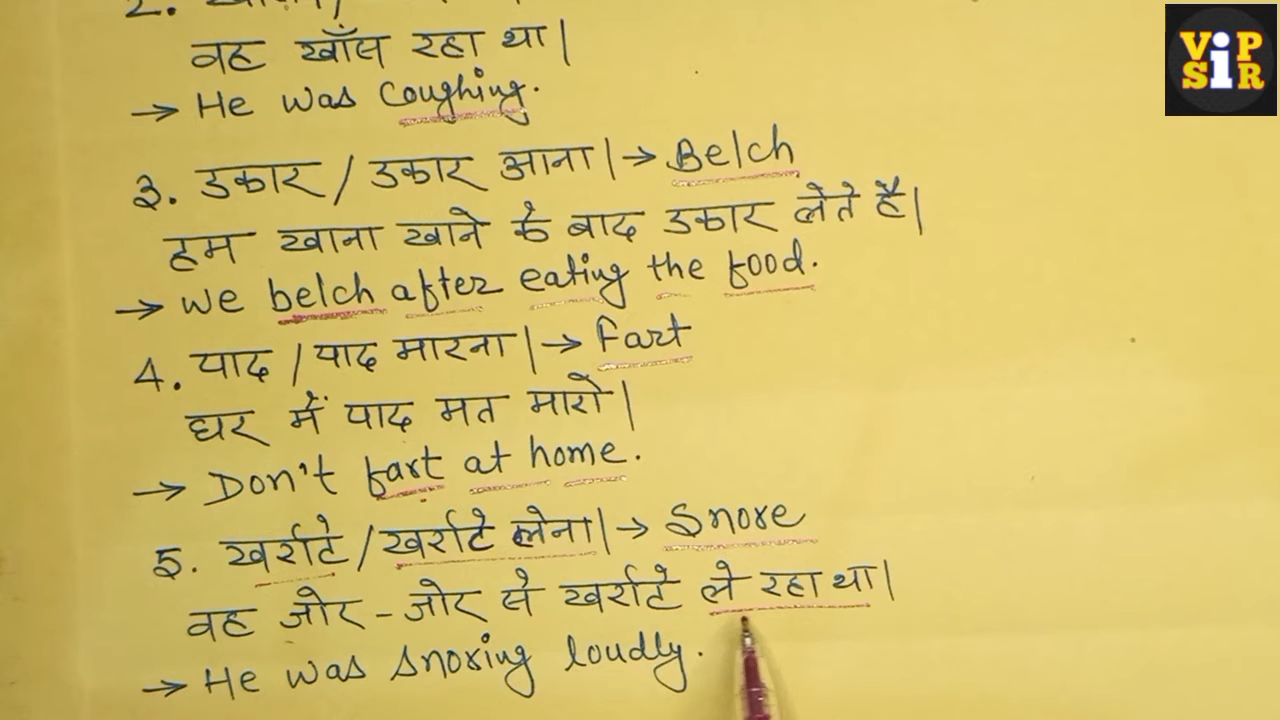 2.
वह खाँस रहा था|
→ He was Coughing.
3. डकार / डकार आना| → Belch
हम खाना खाने के बाद डकार लेते हैं|
→ We belch after eating the food.
4. पाद / पाद मारना| → Fart
घर में पाद मत मारो|
→ Don't fart at home.
5. खर्राटे / खर्राटे लेना| → Snore
वह जोर-जोर से खर्राटे ले रहा था|
→ He was snoring loudly.
ViP
SiR